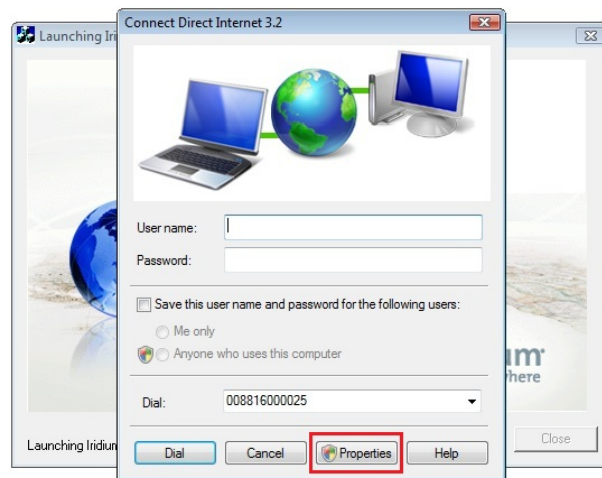 Launching Iri
Connect Direct Internet 3.2
User name:
Password:
Save this user name and password for the following users:
Me only
Anyone who uses this computer
Dial: 008816000025
Dial Cancel Properties Help
Launching Iridium
um
here
Close